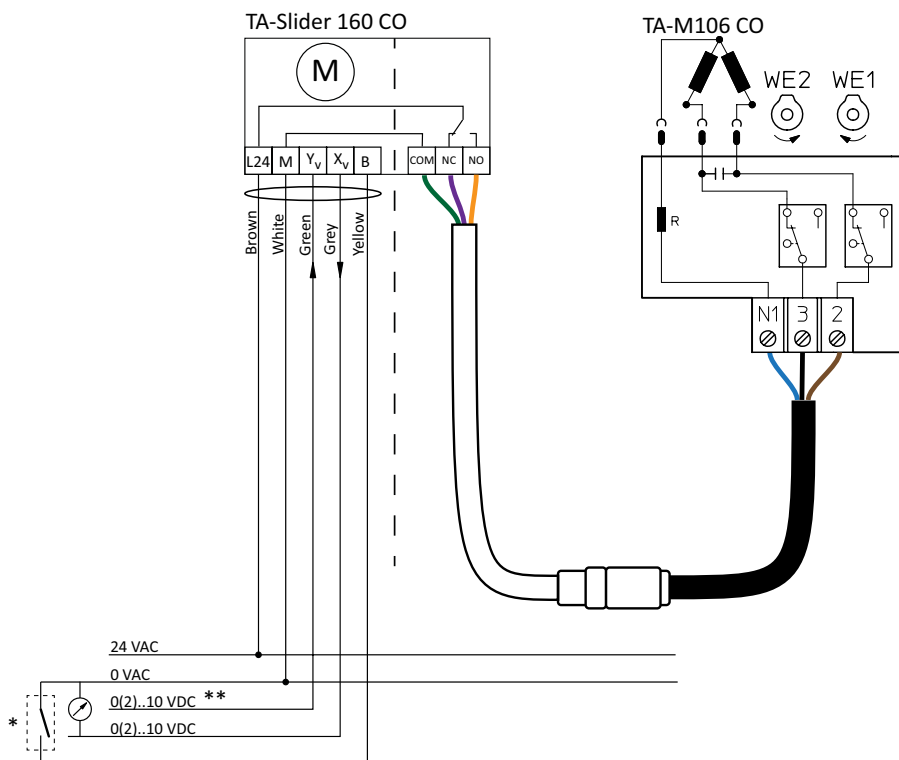 TA-Slider 160 CO
TA-M106 CO
M
WE2 WE1
L24 M Yv Xv B COM NC NO
R
Brown
White
Green
Grey
Yellow
N1 3 2
24 VAC
0 VAC
0(2)..10 VDC **
*
0(2)..10 VDC